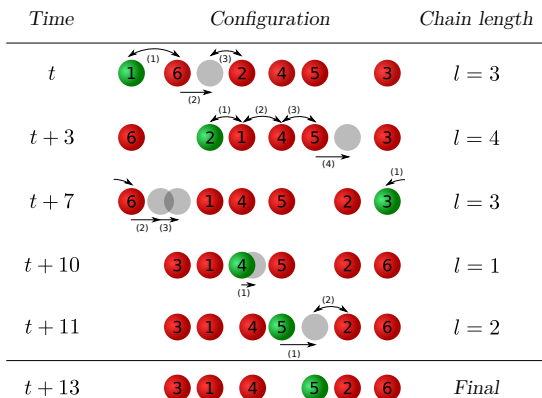 Time Configuration Chain length
(1) (3)
1 6 2 4 5 3
t l = 3
(2)
(1) (2) (3)
6 2 1 4 5 3
t + 3 l = 4
(4)
(1)
6 1 4 5 2 3
t + 7 l = 3
(2) (3)
3 1 4 5 2 6
t + 10 l = 1
(1)
(2)
3 1 4 5 2 6
t + 11 l = 2
(1)
t + 13 3 1 4 5 2 6 Final